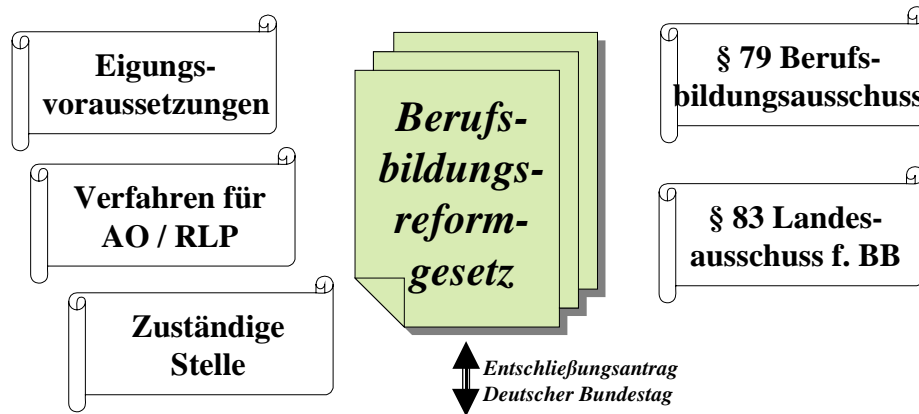 Eigungs-
voraussetzungen
Verfahren für
AO / RLP
Zuständige
Stelle
Berufs-
bildungs-
reform-
gesetz
§ 79 Berufs-
bildungsausschuss
§ 83 Landes-
ausschuss f. BB
Entschließungsantrag
Deutscher Bundestag